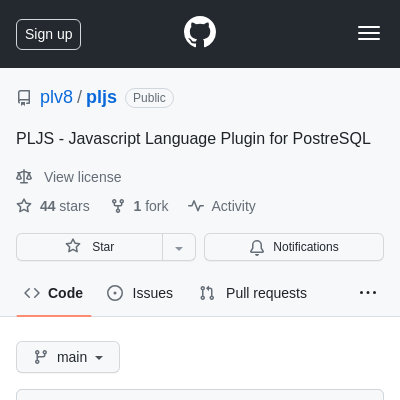 Sign up
plv8 / pljs Public
PLJS - Javascript Language Plugin for PostreSQL
View license
44 stars 1 fork Activity
Star Notifications
Code Issues Pull requests
main